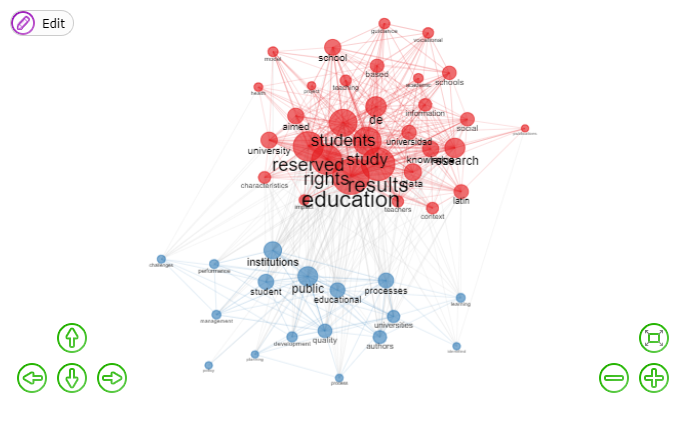 Edit
guidance
vocational
model
school
based
schools
academic
teaching
health
project
information
de
aimed
social
students
universidad
university
study
knowledge
research
reserved
rights
results
data
characteristics
education
latin
impact
teachers
context
institutions
challenges
performance
public
student
educational
processes
learning
management
universities
development
quality
authors
planning
process